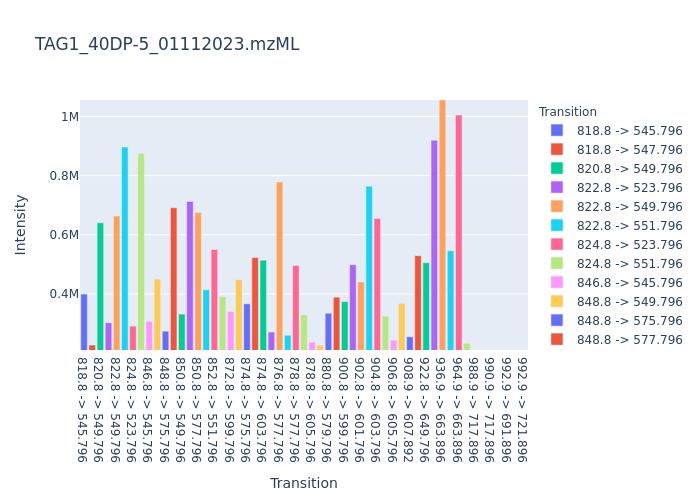 TAG1_40DP-5_01112023.mzML
Intensity
1M
0.8M
0.6M
0.4M
818.8 -> 545.796
820.8 -> 549.796
822.8 -> 549.796
824.8 -> 523.796
846.8 -> 545.796
848.8 -> 575.796
850.8 -> 549.796
850.8 -> 577.796
852.8 -> 551.796
872.8 -> 599.796
874.8 -> 575.796
874.8 -> 603.796
876.8 -> 577.796
878.8 -> 577.796
878.8 -> 605.796
880.8 -> 579.796
900.8 -> 599.796
902.8 -> 601.796
904.8 -> 603.796
906.8 -> 605.796
908.9 -> 607.892
922.8 -> 649.796
936.9 -> 663.896
964.9 -> 663.896
988.9 -> 717.896
990.9 -> 717.896
992.9 -> 691.896
992.9 -> 721.896
Transition
Transition
818.8 -> 545.796
818.8 -> 547.796
820.8 -> 549.796
822.8 -> 523.796
822.8 -> 549.796
822.8 -> 551.796
824.8 -> 523.796
824.8 -> 551.796
846.8 -> 545.796
848.8 -> 549.796
848.8 -> 575.796
848.8 -> 577.796